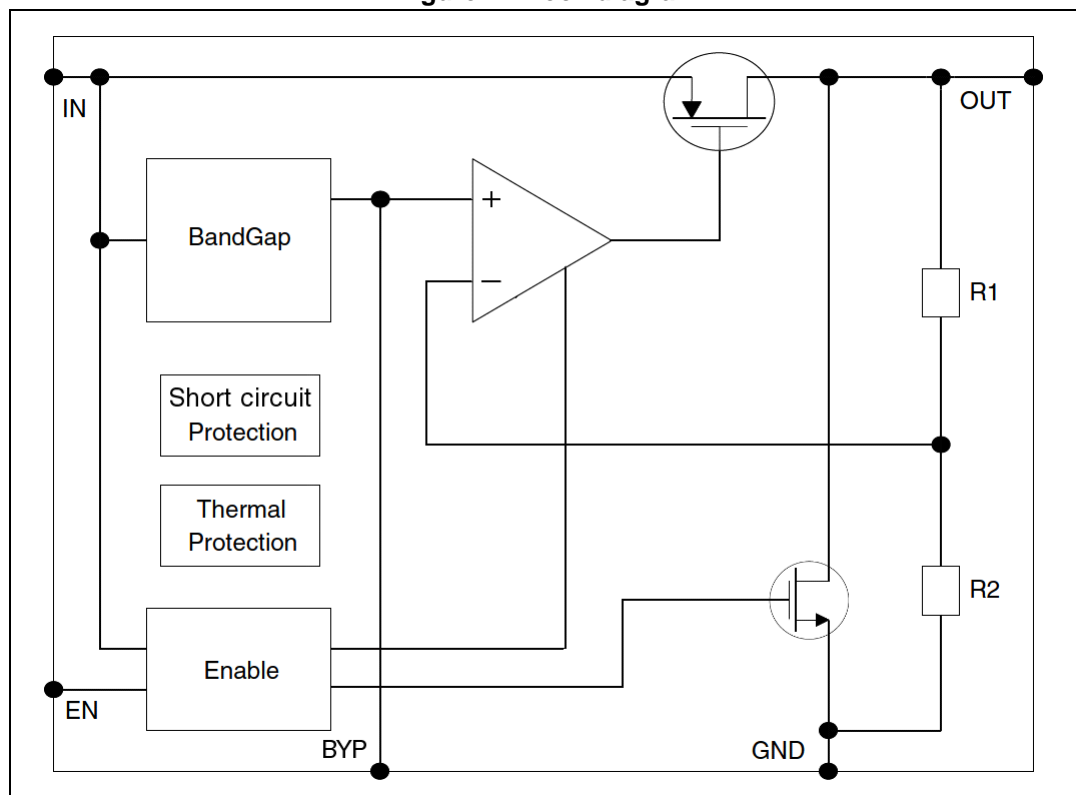 IN
OUT
BandGap
+
−
R1
Short circuit
Protection
Thermal
Protection
R2
Enable
EN
BYP
GND